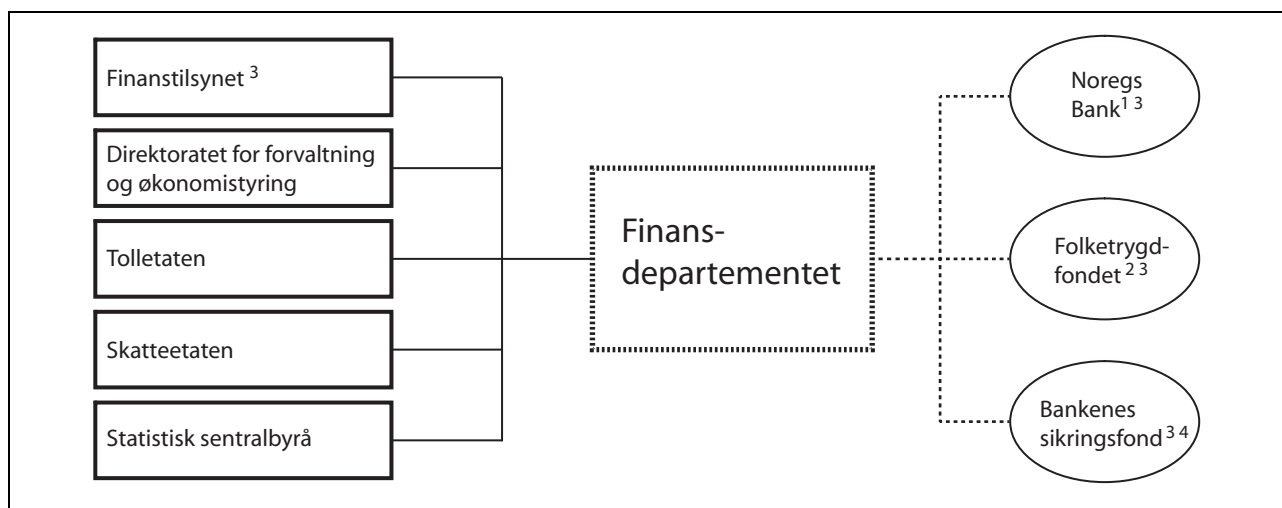 Finanstilsynet 3
Direktoratet for forvaltning
og økonomistyring
Tolletaten
Skatteetaten
Statistisk sentralbyrå
Finans-
departementet
Noregs
Bank1 3
Folketrygd-
fondet 2 3
Bankenes
sikringsfond 3 4